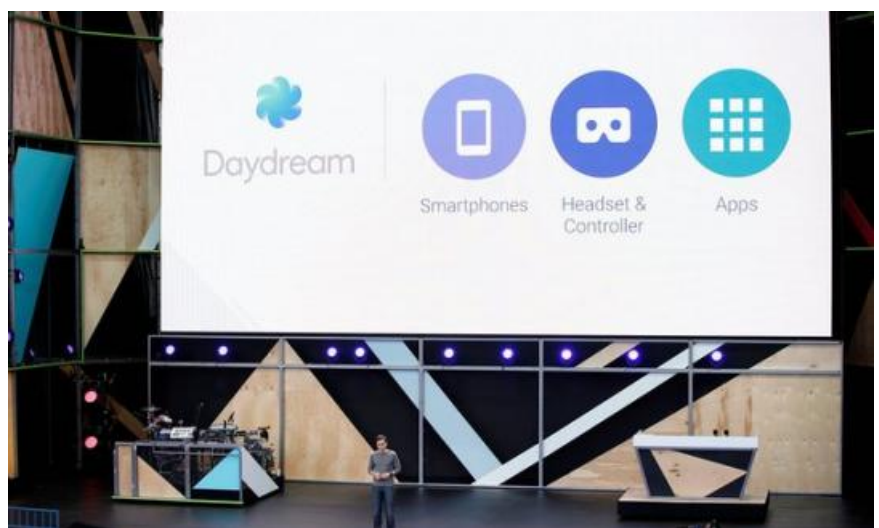 Daydream
Smartphones
Headset &
Controller
Apps